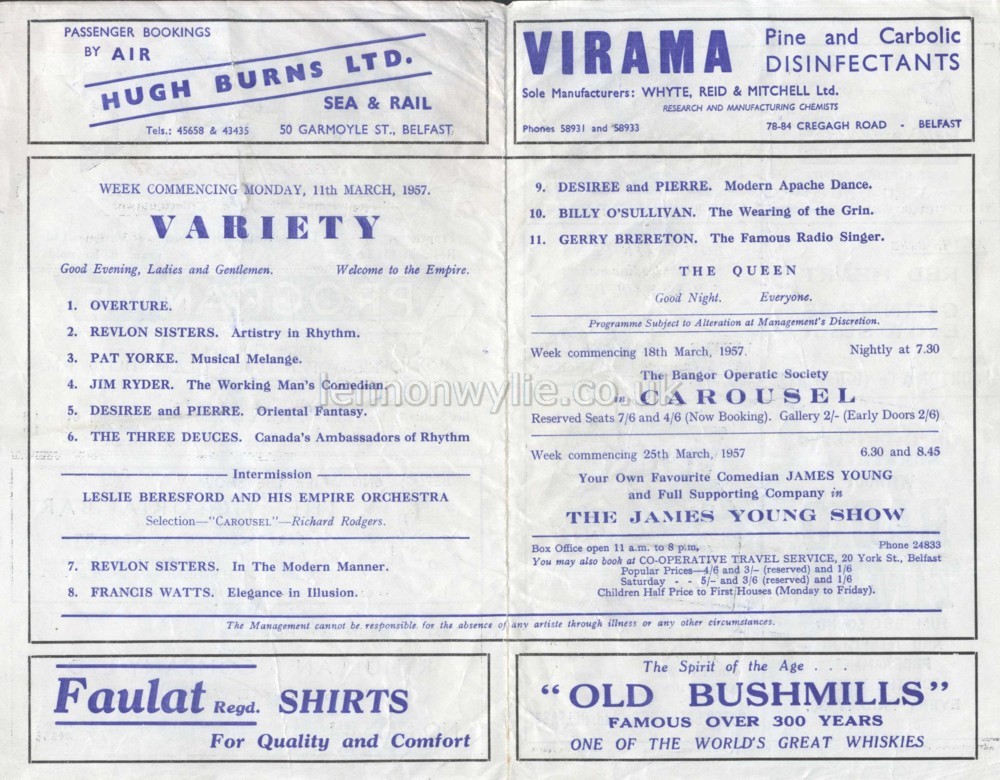 PASSENGER BOOKINGS
BY AIR
HUGH BURNS LTD.
SEA & RAIL
Tels.: 45658 & 43435 50 GARMOYLE ST., BELFAST
VIRAMA Pine and Carbolic
DISINFECTANTS
Sole Manufacturers: WHYTE, REID & MITCHELL Ltd.
RESEARCH AND MANUFACTURING CHEMISTS
Phones 58931 and 58933 78-84 CREGAGH ROAD - BELFAST
WEEK COMMENCING MONDAY, 11th MARCH, 1957.
VARIETY
Good Evening, Ladies and Gentlemen. Welcome to the Empire.
1. OVERTURE.
2. REVLON SISTERS. Artistry in Rhythm.
3. PAT YORKE. Musical Melange.
4. JIM RYDER. The Working Man's Comedian.
5. DESIREE and PIERRE. Oriental Fantasy.
6. THE THREE DEUCES. Canada's Ambassadors of Rhythm
Intermission
LESLIE BERESFORD AND HIS EMPIRE ORCHESTRA
Selection—"CAROUSEL"—Richard Rodgers.
7. REVLON SISTERS. In The Modern Manner.
8. FRANCIS WATTS. Elegance in Illusion.
9. DESIREE and PIERRE. Modern Apache Dance.
10. BILLY O'SULLIVAN. The Wearing of the Grin.
11. GERRY BRERETON. The Famous Radio Singer.
THE QUEEN
Good Night. Everyone.
Programme Subject to Alteration at Management's Discretion.
Week commencing 18th March, 1957. Nightly at 7.30
The Bangor Operatic Society
in CAROUSEL
Reserved Seats 7/6 and 4/6 (Now Booking). Gallery 2/- (Early Doors 2/6)
Week commencing 25th March, 1957 6.30 and 8.45
Your Own Favourite Comedian JAMES YOUNG
and Full Supporting Company in
THE JAMES YOUNG SHOW
Box Office open 11 a.m. to 8 p.m. Phone 24833
You may also book at CO-OPERATIVE TRAVEL SERVICE, 20 York St., Belfast
Popular Prices—4/6 and 3/- (reserved) and 1/6
Saturday - - 5/- and 3/6 (reserved) and 1/6
Children Half Price to First Houses (Monday to Friday).
The Management cannot be responsible for the absence of any artiste through illness or any other circumstances.
lennonwylie.co.uk
Faulat Regd. SHIRTS
For Quality and Comfort
The Spirit of the Age . . .
"OLD BUSHMILLS"
FAMOUS OVER 300 YEARS
ONE OF THE WORLD'S GREAT WHISKIES